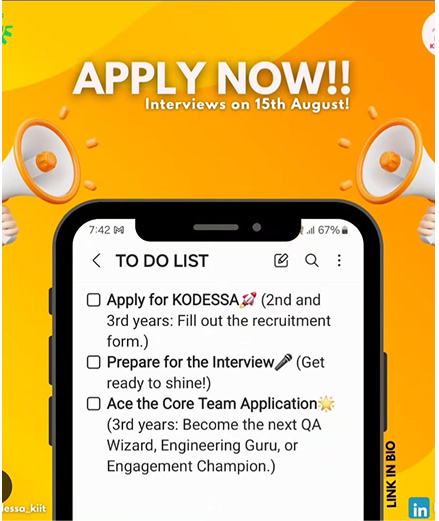 APPLY NOW!!
Interviews on 15th August!
7:42
67%
TO DO LIST
Apply for KODESSA🚀 (2nd and
3rd years: Fill out the recruitment
form.)
Prepare for the Interview🎤 (Get
ready to shine!)
Ace the Core Team Application🌟
(3rd years: Become the next QA
Wizard, Engineering Guru, or
Engagement Champion.)
LINK IN BIO
lessa_kiit
in